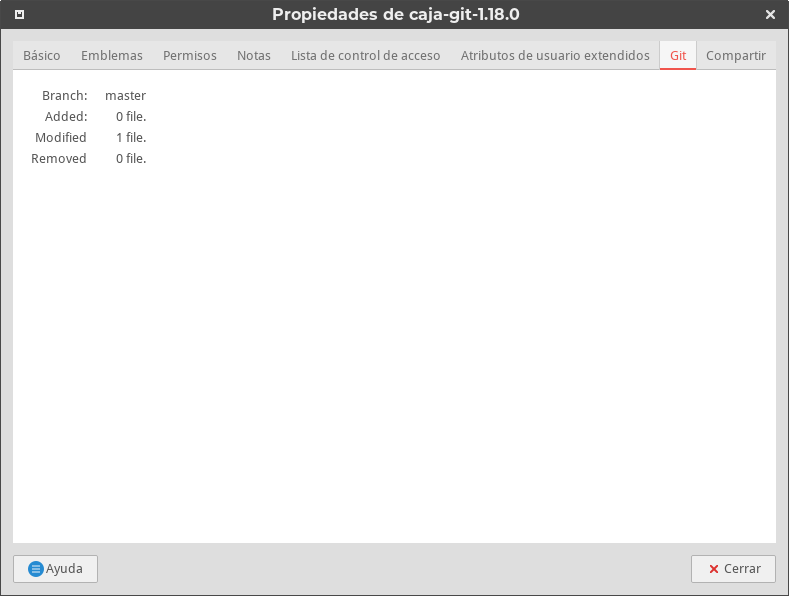 Propiedades de caja-git-1.18.0
Básico Emblemas Permisos Notas Lista de control de acceso Atributos de usuario extendidos Git Compartir
Branch: master
Added: 0 file.
Modified 1 file.
Removed 0 file.
Ayuda Cerrar